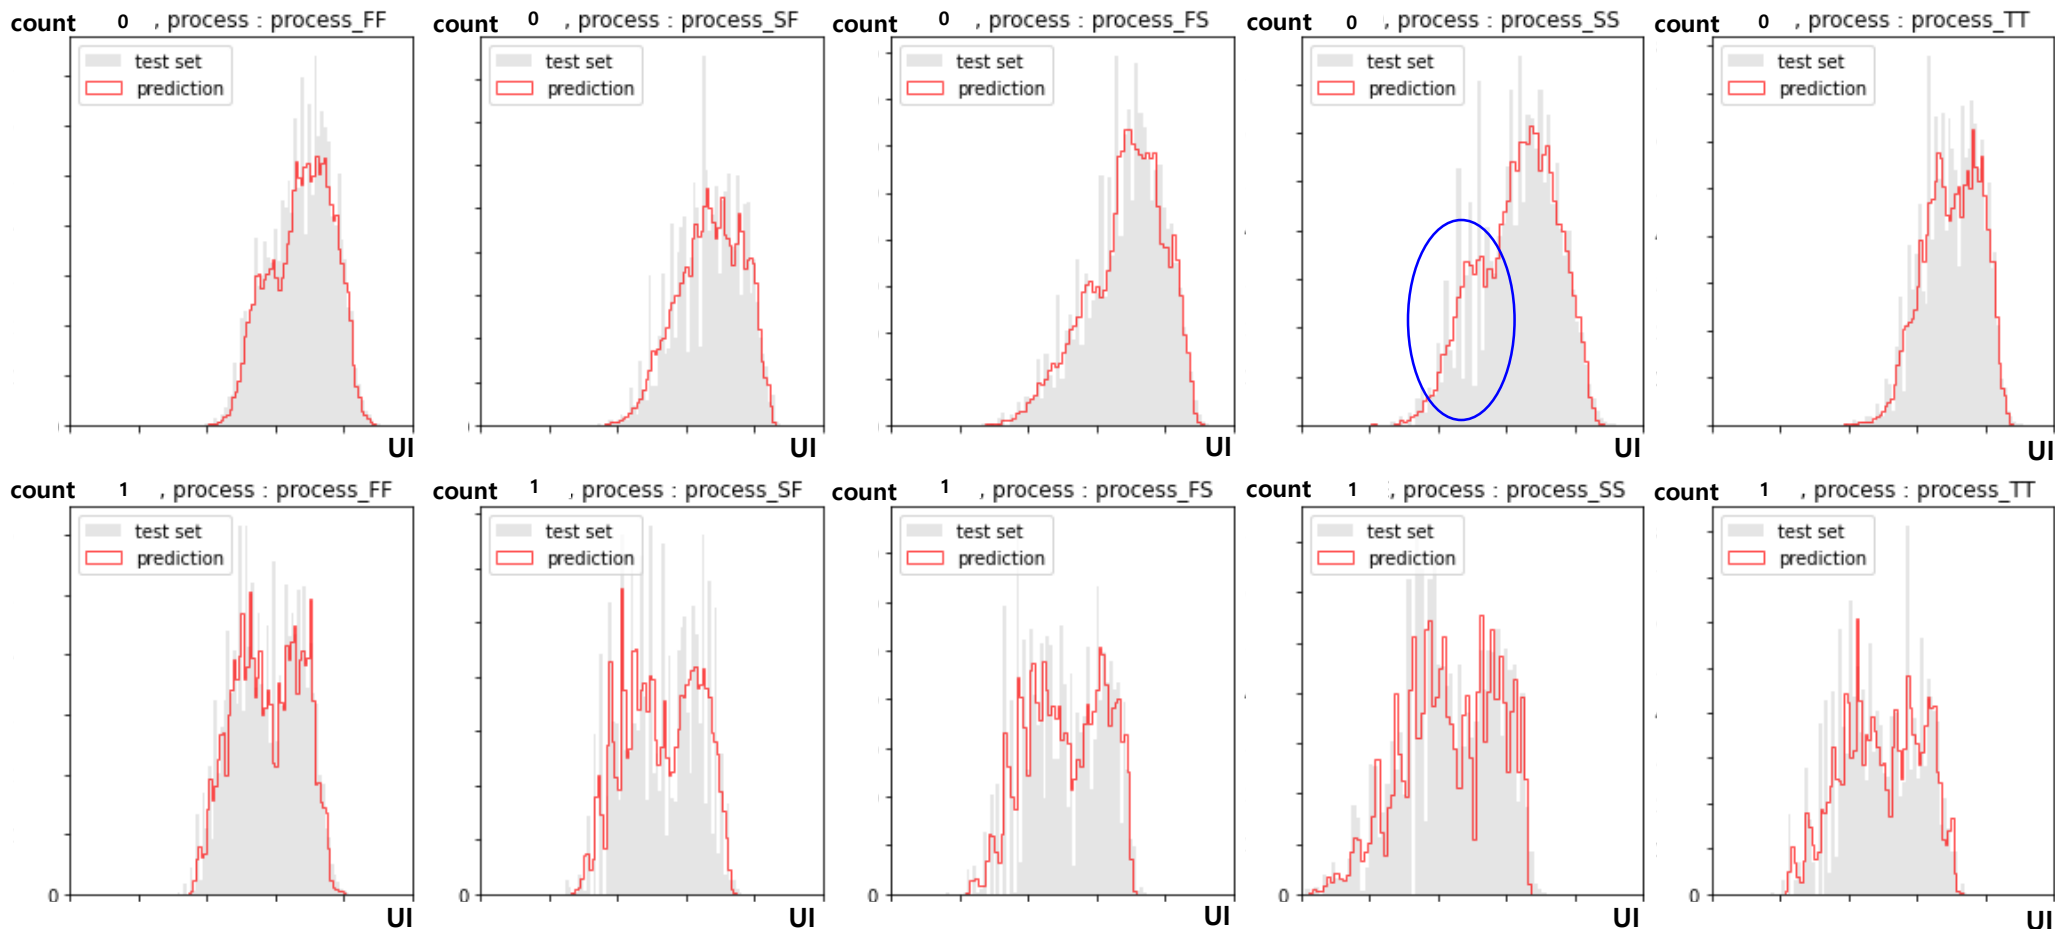 count 0 , process : process_FF
test set
prediction
UI
count 0 , process : process_SF
test set
prediction
UI
count 0 , process : process_FS
test set
prediction
UI
count 0 , process : process_SS
test set
prediction
UI
count 0 , process : process_TT
test set
prediction
UI
count 1 , process : process_FF
test set
prediction
0
UI
count 1 , process : process_SF
test set
prediction
0
UI
count 1 , process : process_FS
test set
prediction
0
UI
count 1 , process : process_SS
test set
prediction
0
UI
count 1 , process : process_TT
test set
prediction
0
UI